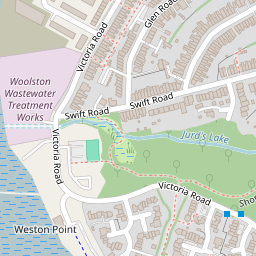 Glen Road
Victoria Road
Woolston
Wastewater
Treatment
Works
Swift Road
Swift Road
Jurd's Lake
Victoria Road
Victoria Road
Weston Point